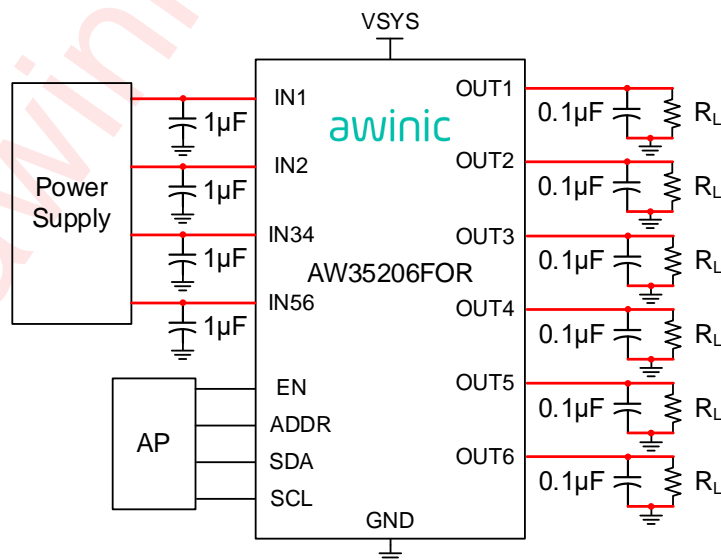 VSYS
Power
Supply
1µF
1µF
1µF
1µF
IN1
IN2
IN34
IN56
awinic
AW35206FOR
OUT1
OUT2
OUT3
OUT4
OUT5
OUT6
0.1µF
RL
0.1µF
RL
0.1µF
RL
0.1µF
RL
0.1µF
RL
0.1µF
RL
AP
EN
ADDR
SDA
SCL
GND
awini